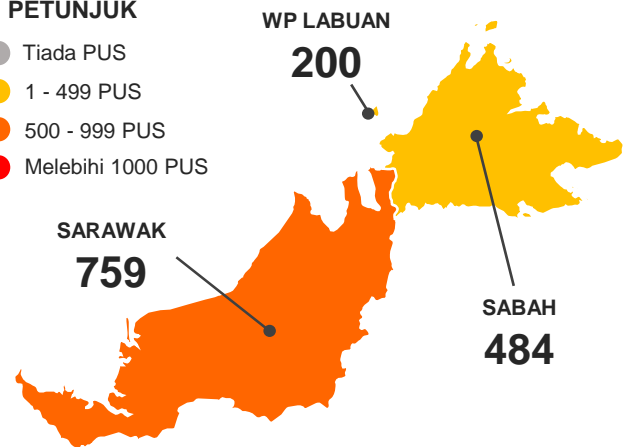 PETUNJUK
Tiada PUS
1 - 499 PUS
500 - 999 PUS
Melebihi 1000 PUS
WP LABUAN
200
SARAWAK
759
SABAH
484